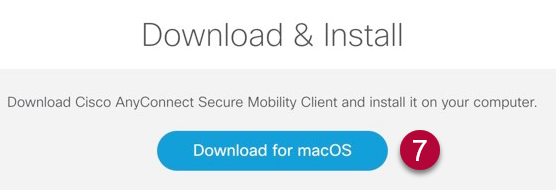 Download & Install
Download Cisco AnyConnect Secure Mobility Client and install it on your computer.
Download for macOS
7